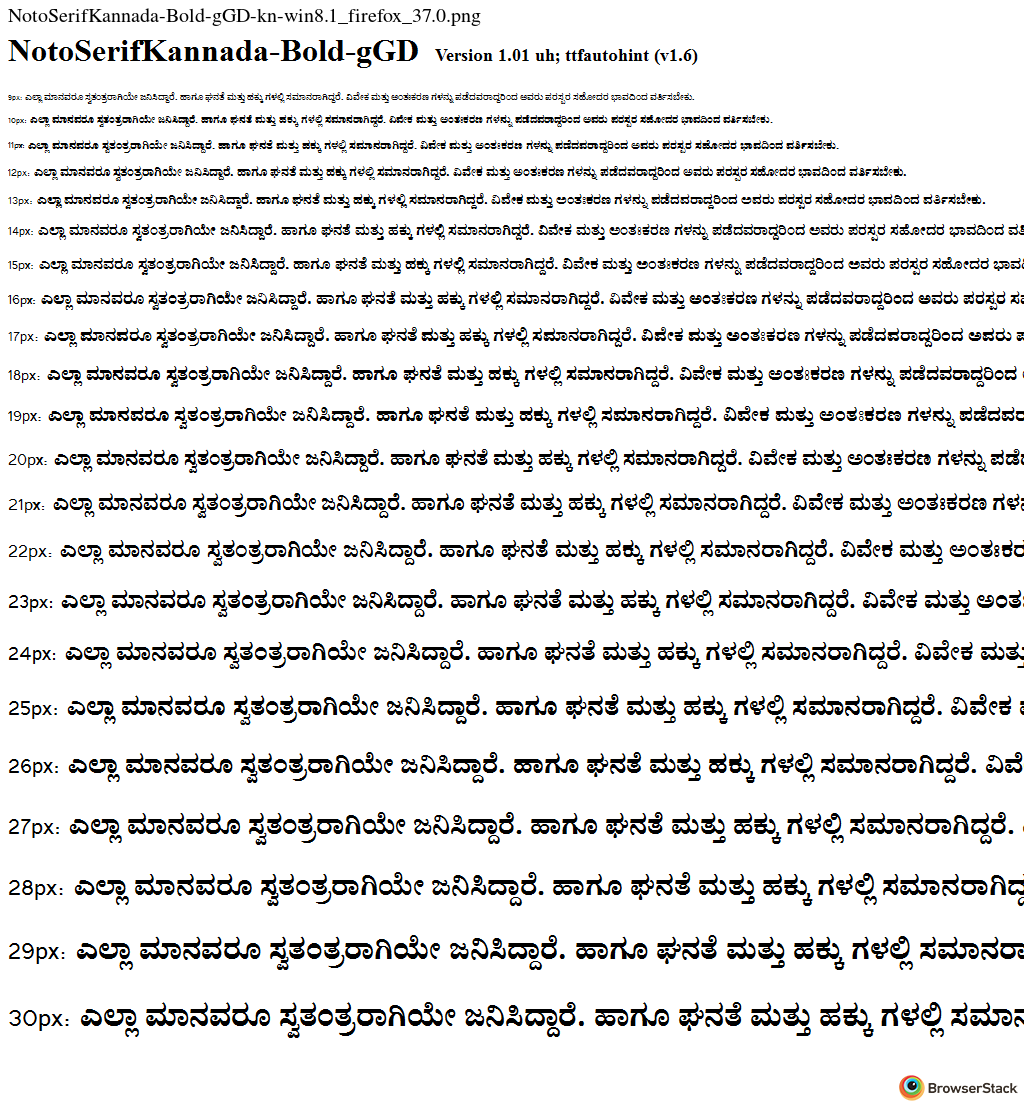 NotoSerifKannada-Bold-gGD-kn-win8.1_firefox_37.0.png
NotoSerifKannada-Bold-gGD Version 1.01 uh; ttfautohint (v1.6)
9px: ಎಲ್ಲಾ ಮಾನವರೂ ಸ್ವತಂತ್ರರಾಗಿಯೇ ಜನಿಸಿದ್ದಾರೆ. ಹಾಗೂ ಘನತೆ ಮತ್ತು ಹಕ್ಕು ಗಳಲ್ಲಿ ಸಮಾನರಾಗಿದ್ದರೆ. ವಿವೇಕ ಮತ್ತು ಅಂತಃಕರಣ ಗಳನ್ನು ಪಡೆದವರಾದ್ದರಿಂದ ಅವರು ಪರಸ್ಪರ ಸಹೋದರ ಭಾವದಿಂದ ವರ್ತಿಸಬೇಕು.
10px: ಎಲ್ಲಾ ಮಾನವರೂ ಸ್ವತಂತ್ರರಾಗಿಯೇ ಜನಿಸಿದ್ದಾರೆ. ಹಾಗೂ ಘನತೆ ಮತ್ತು ಹಕ್ಕು ಗಳಲ್ಲಿ ಸಮಾನರಾಗಿದ್ದರೆ. ವಿವೇಕ ಮತ್ತು ಅಂತಃಕರಣ ಗಳನ್ನು ಪಡೆದವರಾದ್ದರಿಂದ ಅವರು ಪರಸ್ಪರ ಸಹೋದರ ಭಾವದಿಂದ ವರ್ತಿಸಬೇಕು.
11px: ಎಲ್ಲಾ ಮಾನವರೂ ಸ್ವತಂತ್ರರಾಗಿಯೇ ಜನಿಸಿದ್ದಾರೆ. ಹಾಗೂ ಘನತೆ ಮತ್ತು ಹಕ್ಕು ಗಳಲ್ಲಿ ಸಮಾನರಾಗಿದ್ದರೆ. ವಿವೇಕ ಮತ್ತು ಅಂತಃಕರಣ ಗಳನ್ನು ಪಡೆದವರಾದ್ದರಿಂದ ಅವರು ಪರಸ್ಪರ ಸಹೋದರ ಭಾವದಿಂದ ವರ್ತಿಸಬೇಕು.
12px: ಎಲ್ಲಾ ಮಾನವರೂ ಸ್ವತಂತ್ರರಾಗಿಯೇ ಜನಿಸಿದ್ದಾರೆ. ಹಾಗೂ ಘನತೆ ಮತ್ತು ಹಕ್ಕು ಗಳಲ್ಲಿ ಸಮಾನರಾಗಿದ್ದರೆ. ವಿವೇಕ ಮತ್ತು ಅಂತಃಕರಣ ಗಳನ್ನು ಪಡೆದವರಾದ್ದರಿಂದ ಅವರು ಪರಸ್ಪರ ಸಹೋದರ ಭಾವದಿಂದ ವರ್ತಿಸಬೇಕು.
13px: ಎಲ್ಲಾ ಮಾನವರೂ ಸ್ವತಂತ್ರರಾಗಿಯೇ ಜನಿಸಿದ್ದಾರೆ. ಹಾಗೂ ಘನತೆ ಮತ್ತು ಹಕ್ಕು ಗಳಲ್ಲಿ ಸಮಾನರಾಗಿದ್ದರೆ. ವಿವೇಕ ಮತ್ತು ಅಂತಃಕರಣ ಗಳನ್ನು ಪಡೆದವರಾದ್ದರಿಂದ ಅವರು ಪರಸ್ಪರ ಸಹೋದರ ಭಾವದಿಂದ ವರ್ತಿಸಬೇಕು.
14px: ಎಲ್ಲಾ ಮಾನವರೂ ಸ್ವತಂತ್ರರಾಗಿಯೇ ಜನಿಸಿದ್ದಾರೆ. ಹಾಗೂ ಘನತೆ ಮತ್ತು ಹಕ್ಕು ಗಳಲ್ಲಿ ಸಮಾನರಾಗಿದ್ದರೆ. ವಿವೇಕ ಮತ್ತು ಅಂತಃಕರಣ ಗಳನ್ನು ಪಡೆದವರಾದ್ದರಿಂದ ಅವರು ಪರಸ್ಪರ ಸಹೋದರ ಭಾವದಿಂದ
15px: ಎಲ್ಲಾ ಮಾನವರೂ ಸ್ವತಂತ್ರರಾಗಿಯೇ ಜನಿಸಿದ್ದಾರೆ. ಹಾಗೂ ಘನತೆ ಮತ್ತು ಹಕ್ಕು ಗಳಲ್ಲಿ ಸಮಾನರಾಗಿದ್ದರೆ. ವಿವೇಕ ಮತ್ತು ಅಂತಃಕರಣ ಗಳನ್ನು ಪಡೆದವರಾದ್ದರಿಂದ ಅವರು ಪರಸ್ಪರ ಸಹೋದರ
16px: ಎಲ್ಲಾ ಮಾನವರೂ ಸ್ವತಂತ್ರರಾಗಿಯೇ ಜನಿಸಿದ್ದಾರೆ. ಹಾಗೂ ಘನತೆ ಮತ್ತು ಹಕ್ಕು ಗಳಲ್ಲಿ ಸಮಾನರಾಗಿದ್ದರೆ. ವಿವೇಕ ಮತ್ತು ಅಂತಃಕರಣ ಗಳನ್ನು ಪಡೆದವರಾದ್ದರಿಂದ ಅವರು ಪರಸ್ಪರ
17px: ಎಲ್ಲಾ ಮಾನವರೂ ಸ್ವತಂತ್ರರಾಗಿಯೇ ಜನಿಸಿದ್ದಾರೆ. ಹಾಗೂ ಘನತೆ ಮತ್ತು ಹಕ್ಕು ಗಳಲ್ಲಿ ಸಮಾನರಾಗಿದ್ದರೆ. ವಿವೇಕ ಮತ್ತು ಅಂತಃಕರಣ ಗಳನ್ನು ಪಡೆದವರಾದ್ದರಿಂದ ಅವರು
18px: ಎಲ್ಲಾ ಮಾನವರೂ ಸ್ವತಂತ್ರರಾಗಿಯೇ ಜನಿಸಿದ್ದಾರೆ. ಹಾಗೂ ಘನತೆ ಮತ್ತು ಹಕ್ಕು ಗಳಲ್ಲಿ ಸಮಾನರಾಗಿದ್ದರೆ. ವಿವೇಕ ಮತ್ತು ಅಂತಃಕರಣ ಗಳನ್ನು ಪಡೆದವರಾದ್ದರಿಂದ
19px: ಎಲ್ಲಾ ಮಾನವರೂ ಸ್ವತಂತ್ರರಾಗಿಯೇ ಜನಿಸಿದ್ದಾರೆ. ಹಾಗೂ ಘನತೆ ಮತ್ತು ಹಕ್ಕು ಗಳಲ್ಲಿ ಸಮಾನರಾಗಿದ್ದರೆ. ವಿವೇಕ ಮತ್ತು ಅಂತಃಕರಣ ಗಳನ್ನು ಪಡೆದವರ
20px: ಎಲ್ಲಾ ಮಾನವರೂ ಸ್ವತಂತ್ರರಾಗಿಯೇ ಜನಿಸಿದ್ದಾರೆ. ಹಾಗೂ ಘನತೆ ಮತ್ತು ಹಕ್ಕು ಗಳಲ್ಲಿ ಸಮಾನರಾಗಿದ್ದರೆ. ವಿವೇಕ ಮತ್ತು ಅಂತಃಕರಣ ಗಳನ್ನು ಪಡೆ
21px: ಎಲ್ಲಾ ಮಾನವರೂ ಸ್ವತಂತ್ರರಾಗಿಯೇ ಜನಿಸಿದ್ದಾರೆ. ಹಾಗೂ ಘನತೆ ಮತ್ತು ಹಕ್ಕು ಗಳಲ್ಲಿ ಸಮಾನರಾಗಿದ್ದರೆ. ವಿವೇಕ ಮತ್ತು ಅಂತಃಕರಣ ಗಳ
22px: ಎಲ್ಲಾ ಮಾನವರೂ ಸ್ವತಂತ್ರರಾಗಿಯೇ ಜನಿಸಿದ್ದಾರೆ. ಹಾಗೂ ಘನತೆ ಮತ್ತು ಹಕ್ಕು ಗಳಲ್ಲಿ ಸಮಾನರಾಗಿದ್ದರೆ. ವಿವೇಕ ಮತ್ತು ಅಂತಃಕರ
23px: ಎಲ್ಲಾ ಮಾನವರೂ ಸ್ವತಂತ್ರರಾಗಿಯೇ ಜನಿಸಿದ್ದಾರೆ. ಹಾಗೂ ಘನತೆ ಮತ್ತು ಹಕ್ಕು ಗಳಲ್ಲಿ ಸಮಾನರಾಗಿದ್ದರೆ. ವಿವೇಕ ಮತ್ತು ಅಂತ
24px: ಎಲ್ಲಾ ಮಾನವರೂ ಸ್ವತಂತ್ರರಾಗಿಯೇ ಜನಿಸಿದ್ದಾರೆ. ಹಾಗೂ ಘನತೆ ಮತ್ತು ಹಕ್ಕು ಗಳಲ್ಲಿ ಸಮಾನರಾಗಿದ್ದರೆ. ವಿವೇಕ ಮತ್ತು
25px: ಎಲ್ಲಾ ಮಾನವರೂ ಸ್ವತಂತ್ರರಾಗಿಯೇ ಜನಿಸಿದ್ದಾರೆ. ಹಾಗೂ ಘನತೆ ಮತ್ತು ಹಕ್ಕು ಗಳಲ್ಲಿ ಸಮಾನರಾಗಿದ್ದರೆ. ವಿವೇಕ
26px: ಎಲ್ಲಾ ಮಾನವರೂ ಸ್ವತಂತ್ರರಾಗಿಯೇ ಜನಿಸಿದ್ದಾರೆ. ಹಾಗೂ ಘನತೆ ಮತ್ತು ಹಕ್ಕು ಗಳಲ್ಲಿ ಸಮಾನರಾಗಿದ್ದರೆ. ವಿವೇ
27px: ಎಲ್ಲಾ ಮಾನವರೂ ಸ್ವತಂತ್ರರಾಗಿಯೇ ಜನಿಸಿದ್ದಾರೆ. ಹಾಗೂ ಘನತೆ ಮತ್ತು ಹಕ್ಕು ಗಳಲ್ಲಿ ಸಮಾನರಾಗಿದ್ದರೆ.
28px: ಎಲ್ಲಾ ಮಾನವರೂ ಸ್ವತಂತ್ರರಾಗಿಯೇ ಜನಿಸಿದ್ದಾರೆ. ಹಾಗೂ ಘನತೆ ಮತ್ತು ಹಕ್ಕು ಗಳಲ್ಲಿ ಸಮಾನರಾಗಿದ್ದ
29px: ಎಲ್ಲಾ ಮಾನವರೂ ಸ್ವತಂತ್ರರಾಗಿಯೇ ಜನಿಸಿದ್ದಾರೆ. ಹಾಗೂ ಘನತೆ ಮತ್ತು ಹಕ್ಕು ಗಳಲ್ಲಿ ಸಮಾನರಾ
30px: ಎಲ್ಲಾ ಮಾನವರೂ ಸ್ವತಂತ್ರರಾಗಿಯೇ ಜನಿಸಿದ್ದಾರೆ. ಹಾಗೂ ಘನತೆ ಮತ್ತು ಹಕ್ಕು ಗಳಲ್ಲಿ ಸಮಾನ
BrowserStack